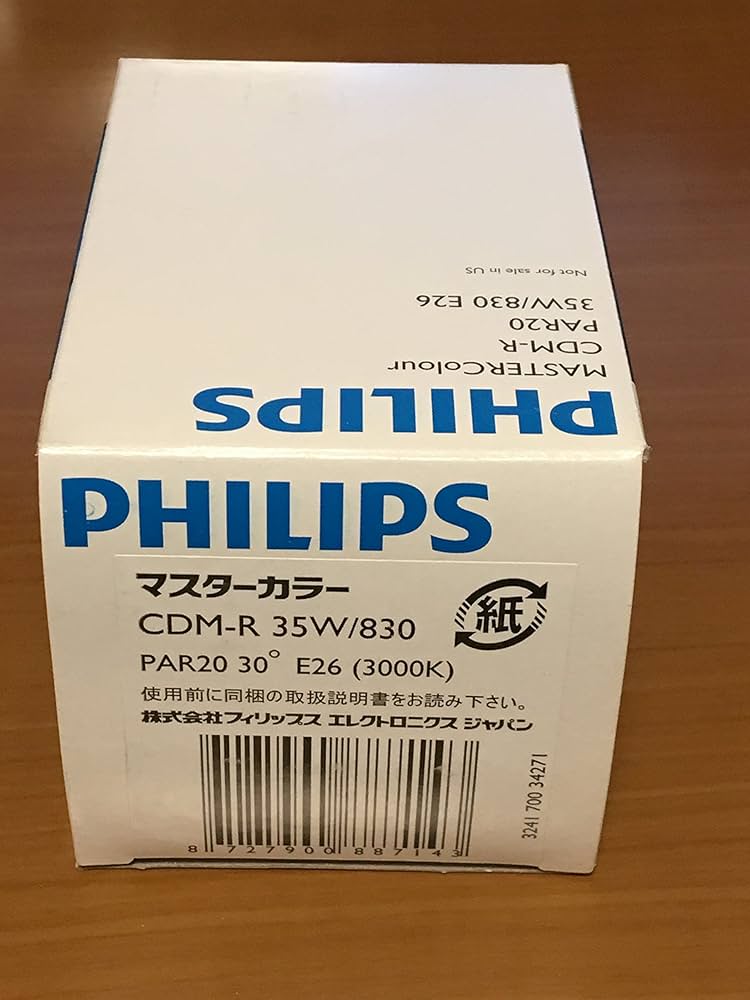 Not for sale in US
35W/830 E26
PAR20
CDM-R
MASTERColour
PHILIPS
PHILIPS
マスターカラー
CDM-R 35W/830
紙
PAR20 30° E26 (3000K)
使用前に同梱の取扱説明書をお読み下さい。
株式会社フィリップス エレクトロニクス ジャパン
3241 700 34271
8 727900 887143